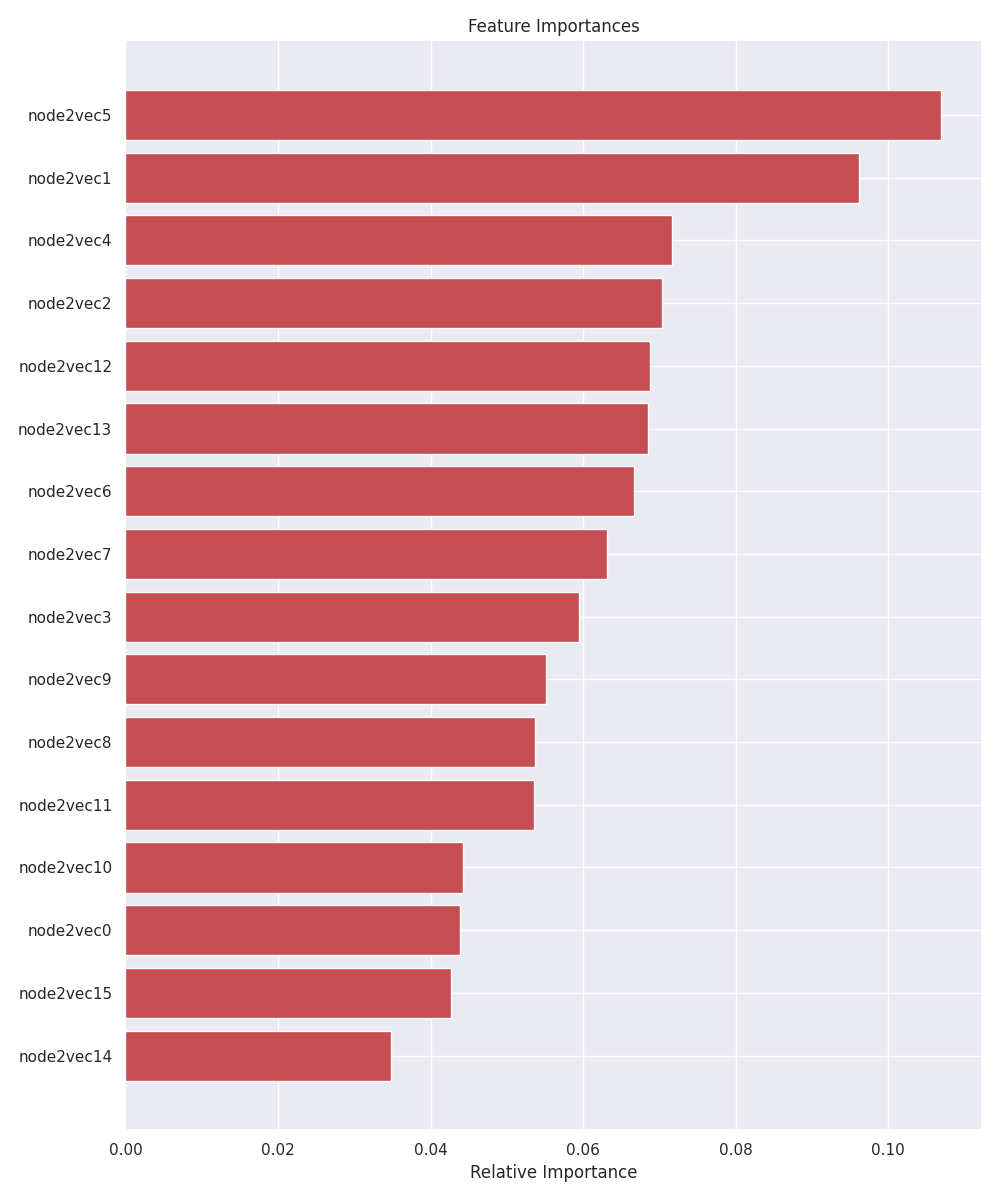 Feature Importances
node2vec5
node2vec1
node2vec4
node2vec2
node2vec12
node2vec13
node2vec6
node2vec7
node2vec3
node2vec9
node2vec8
node2vec11
node2vec10
node2vec0
node2vec15
node2vec14
0.00 0.02 0.04 0.06 0.08 0.10
Relative Importance